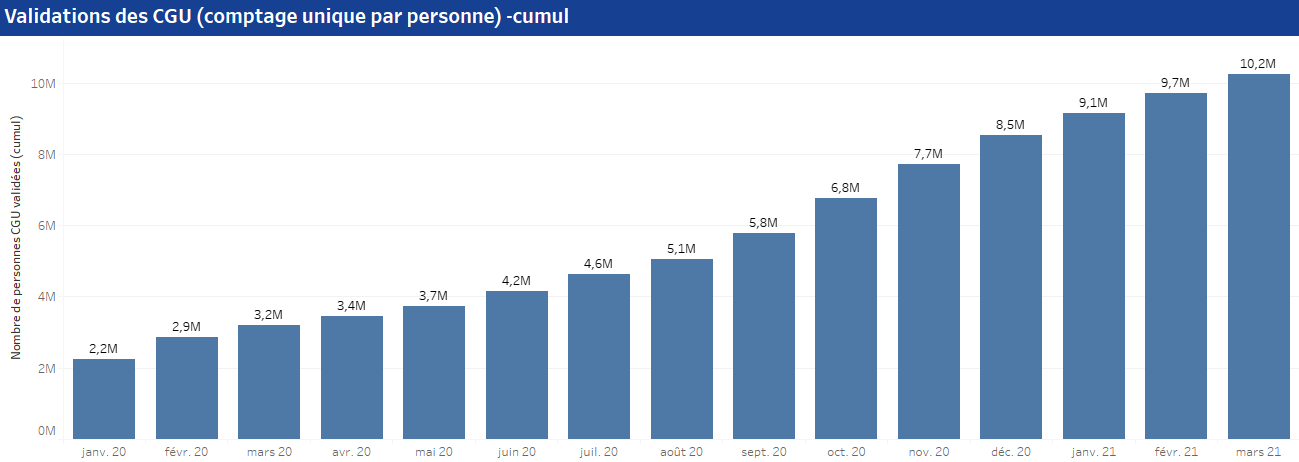 Validations des CGU (comptage unique par personne) -cumul
Nombre de personnes CGU validées (cumul)
10M
8M
6M
4M
2M
0M
2,2M
2,9M
3,2M
3,4M
3,7M
4,2M
4,6M
5,1M
5,8M
6,8M
7,7M
8,5M
9,1M
9,7M
10,2M
janv. 20
févr. 20
mars 20
avr. 20
mai 20
juin 20
juil. 20
août 20
sept. 20
oct. 20
nov. 20
déc. 20
janv. 21
févr. 21
mars 21